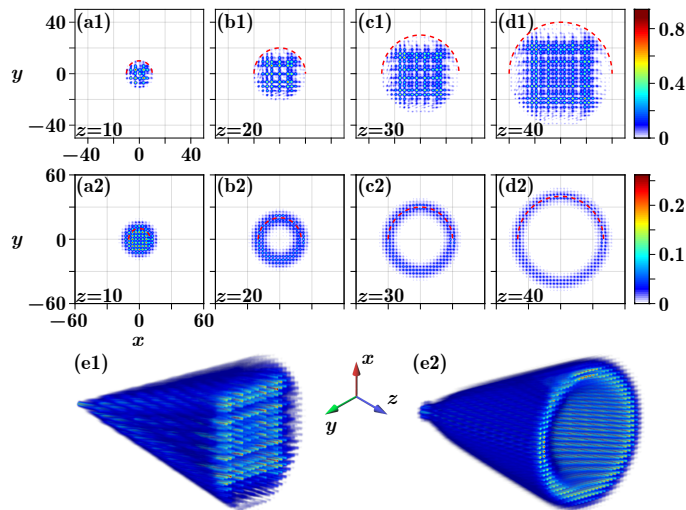 50 (a1) (b1) (c1) (d1) 0.8
y 0 0.4
−40 z=10 z=20 z=30 z=40 0
−40 0 40
60 (a2) (b2) (c2) (d2) 0.2
y 0 0.1
−60 z=10 z=20 z=30 z=40 0
−60 0 60
x
(e1) (e2)
x
y z